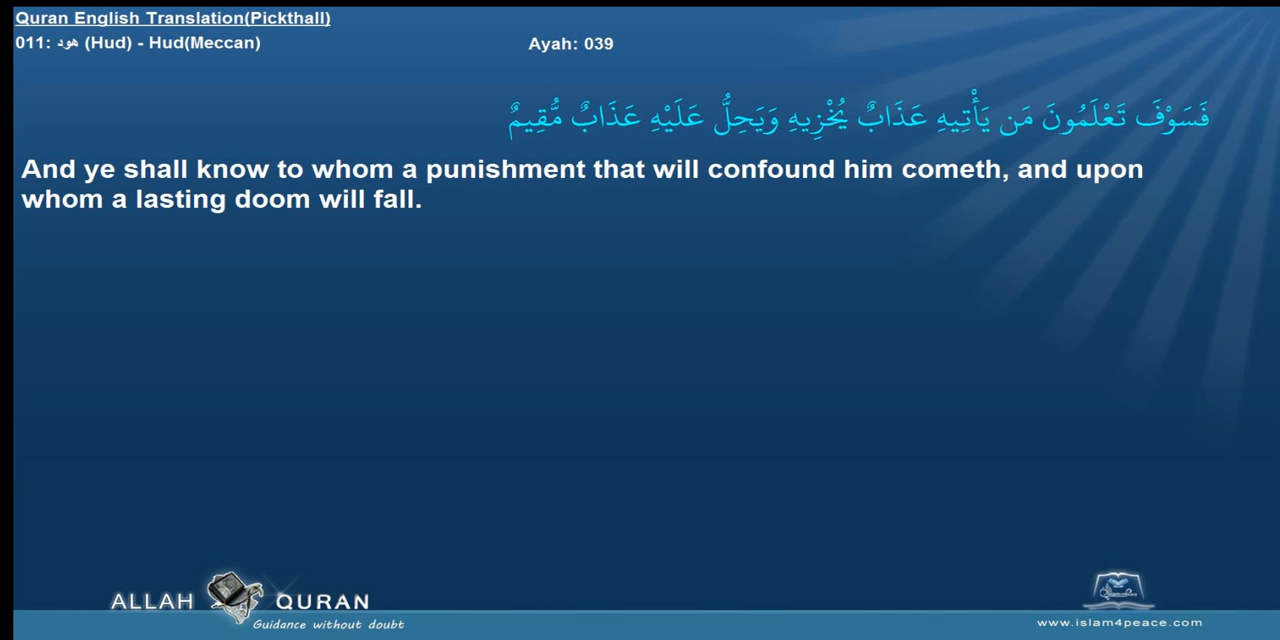 Quran English Translation(Pickthall)
011: هود (Hud) - Hud(Meccan)
Ayah: 039
فَسَوْفَ تَعْلَمُونَ مَن يَأْتِيهِ عَذَابٌ يُخْزِيهِ وَيَحِلُّ عَلَيْهِ عَذَابٌ مُّقِيمٌ
And ye shall know to whom a punishment that will confound him cometh, and upon
whom a lasting doom will fall.
ALLAH QURAN
Guidance without doubt
www.islam4peace.com